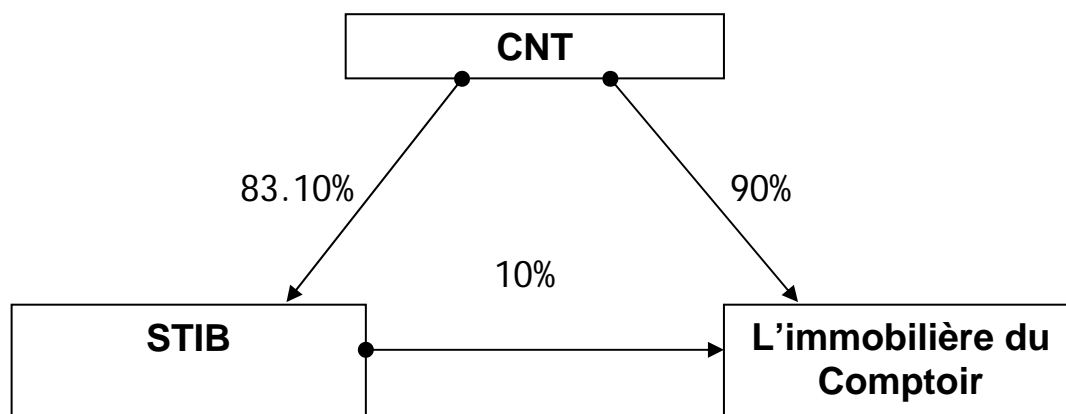 CNT
83.10%
90%
10%
STIB
L’immobilière du
Comptoir